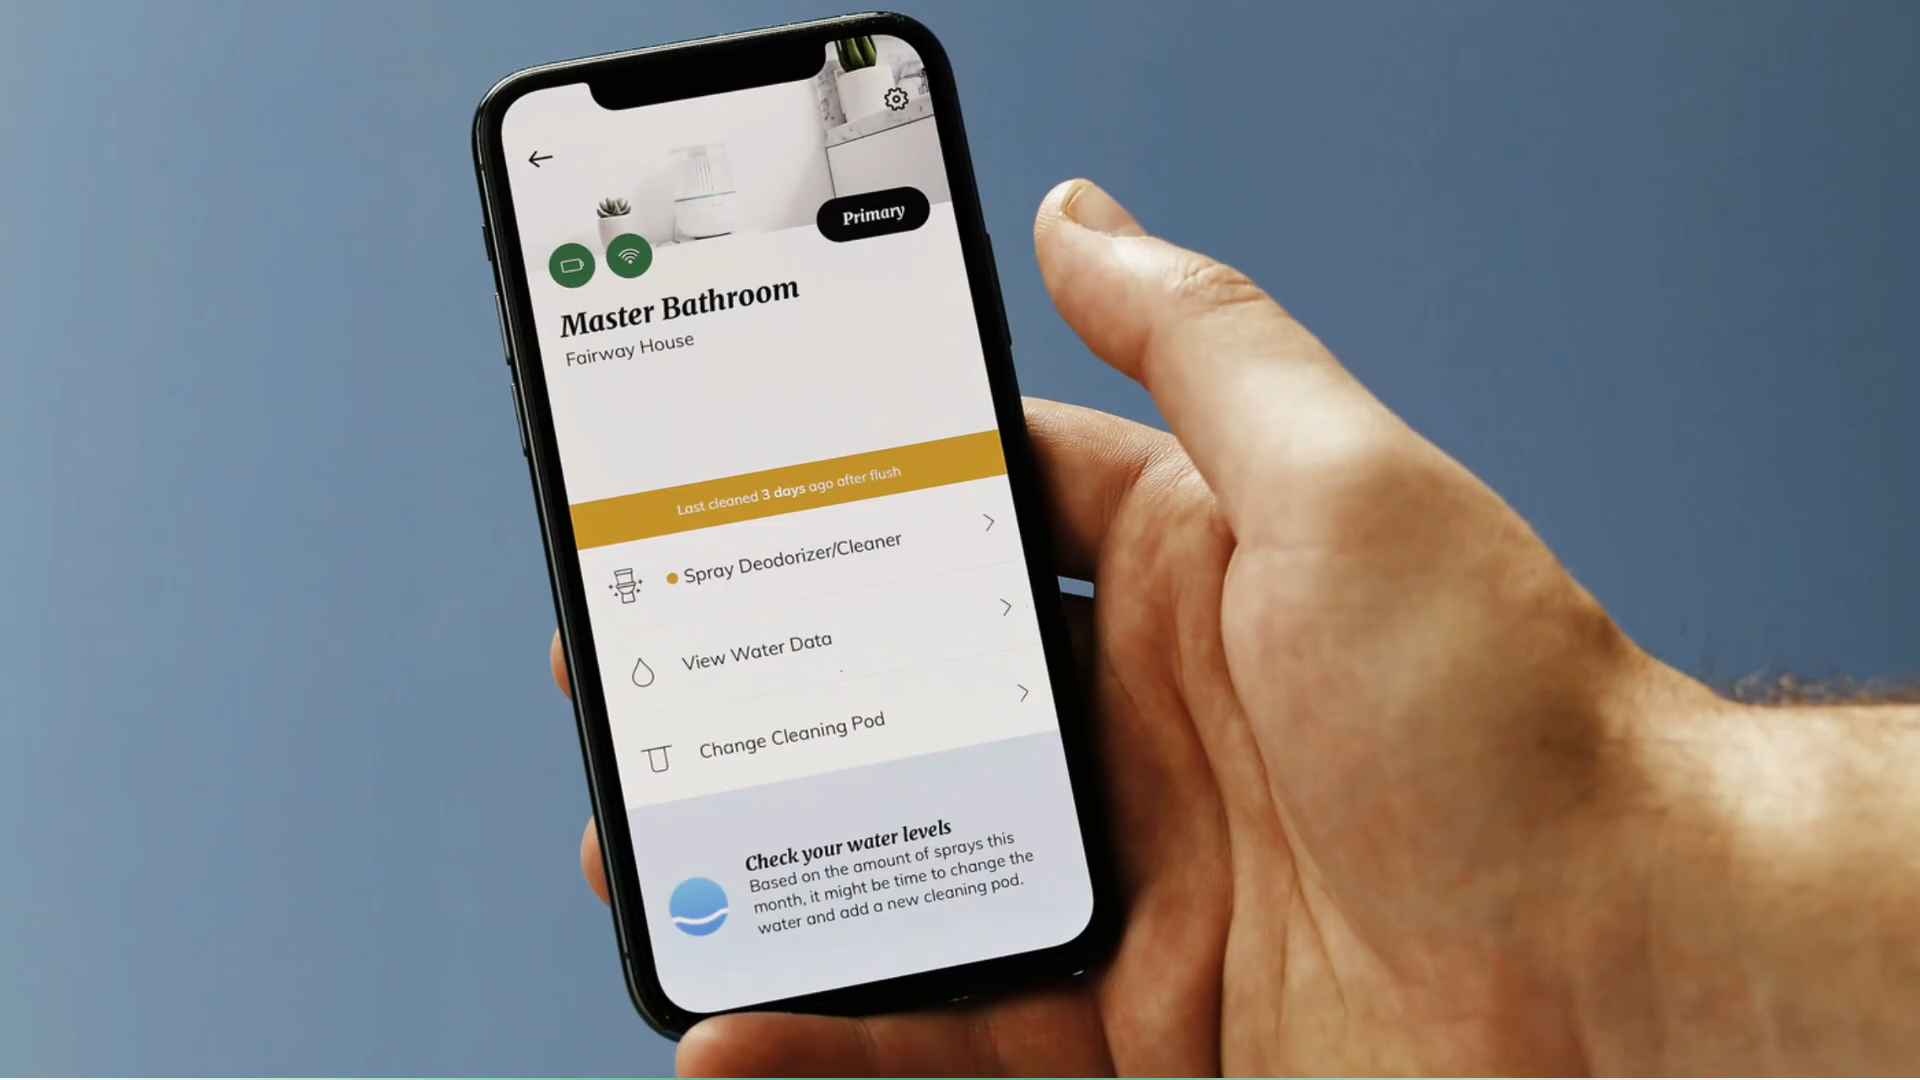 Primary
Master Bathroom
Fairway House
Last cleaned 3 days ago after flush
Spray Deodorizer/Cleaner
View Water Data
Change Cleaning Pod
Check your water levels
Based on the amount of sprays this
month, it might be time to change the
water and add a new cleaning pod.